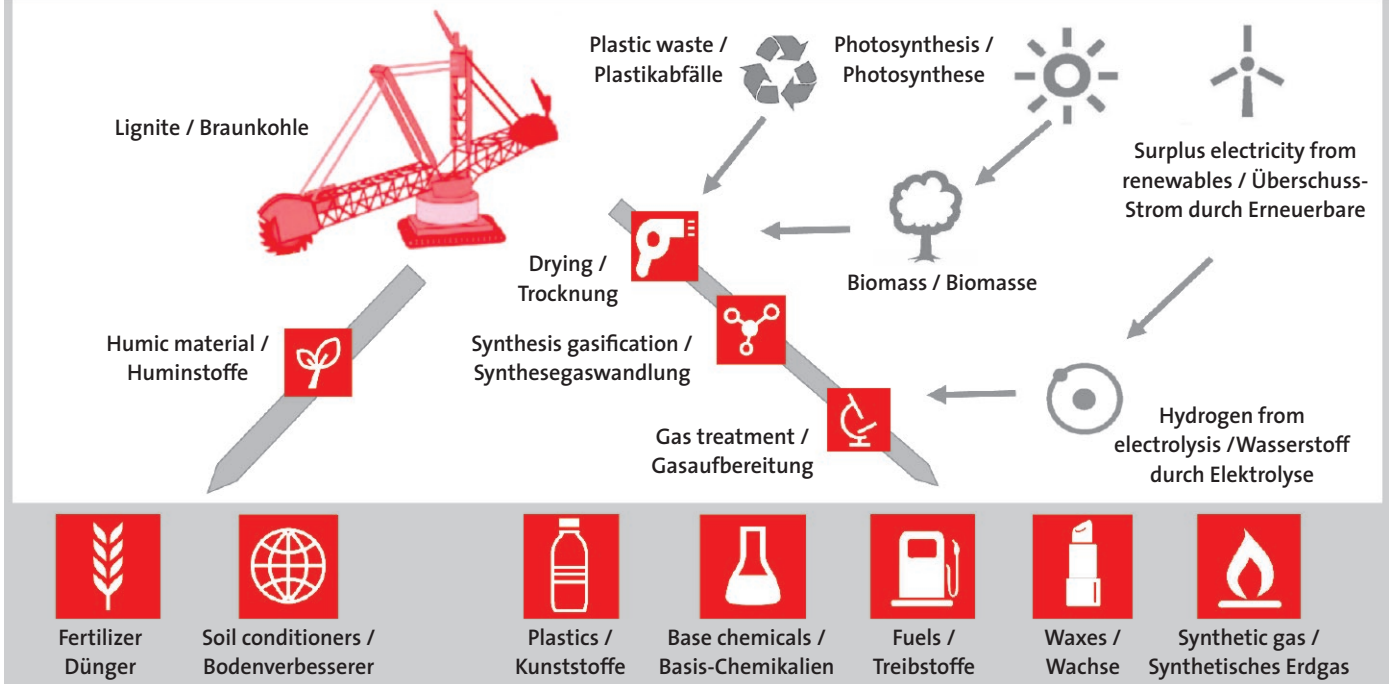 Plastic waste /
Plastikabfälle
Photosynthesis /
Photosynthese
Lignite / Braunkohle
Surplus electricity from
renewables / Überschuss-
Strom durch Erneuerbare
Drying /
Trocknung
Biomass / Biomasse
Humic material /
Huminstoffe
Synthesis gasification /
Synthesegaswandlung
Gas treatment /
Gasaufbereitung
Hydrogen from
electrolysis /Wasserstoff
durch Elektrolyse
Fertilizer
Dünger
Soil conditioners /
Bodenverbesserer
Plastics /
Kunststoffe
Base chemicals /
Basis-Chemikalien
Fuels /
Treibstoffe
Waxes /
Wachse
Synthetic gas /
Synthetisches Erdgas